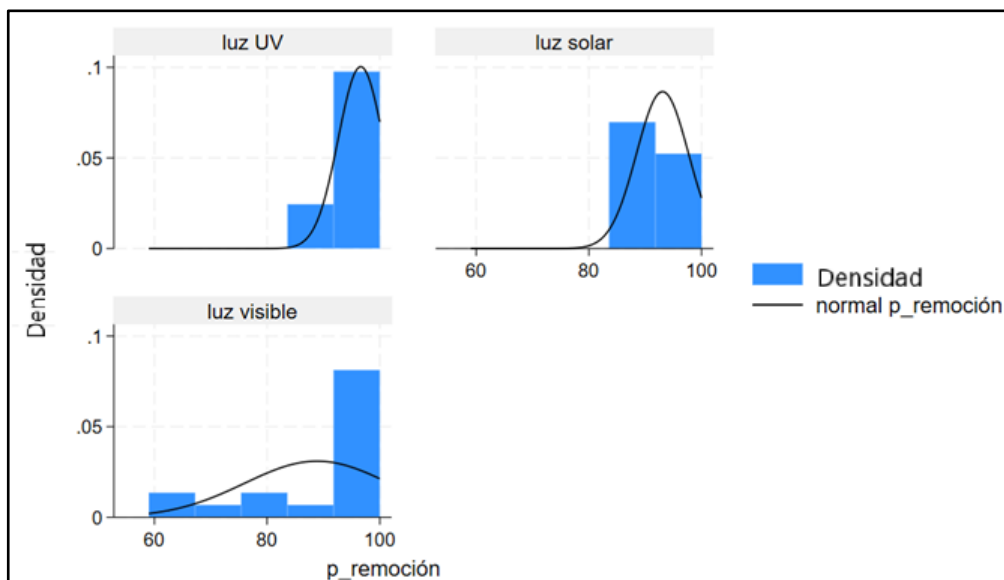 luz UV
luz solar
.1
.05
0
60
80
100
Densidad
Densidad
normal p_remoción
luz visible
.1
.05
0
60
80
100
p_remoción